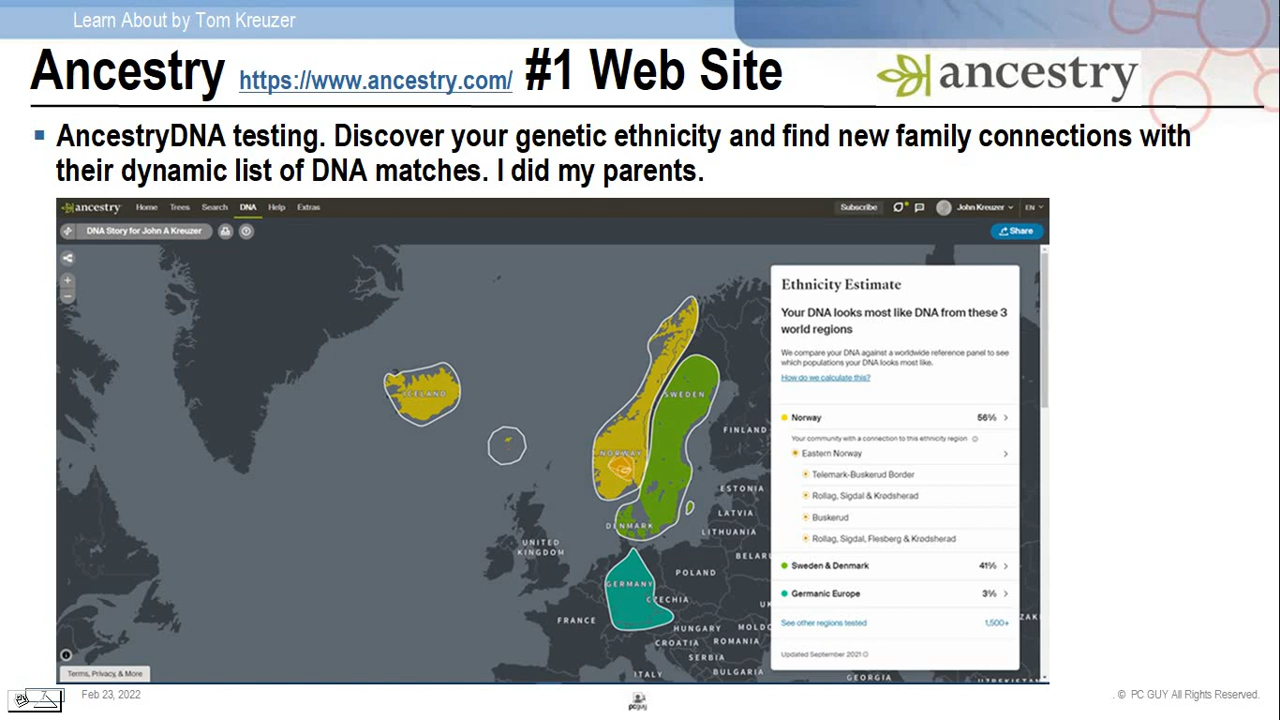 Learn About by Tom Kreuzer
Ancestry https://www.ancestry.com/ #1 Web Site
ancestry
AncestryDNA testing. Discover your genetic ethnicity and find new family connections with
their dynamic list of DNA matches. I did my parents.
ancestry Home Trees Search DNA Help Extras Subscribe John Kreuzer EN
DNA Story for John A Kreuzer Share
Ethnicity Estimate
Your DNA looks most like DNA from these 3
world regions
We compare your DNA against a worldwide reference panel to see
which populations your DNA looks most like.
How do we calculate this?
Norway 56%
Your community with a connection to this ethnicity region
Eastern Norway
Telemark-Buskerud Border
Rollag, Sigdal & Krødsherad
Buskerud
Rollag, Sigdal, Flesberg & Krødsherad
Sweden & Denmark 41%
Germanic Europe 3%
See other regions tested 1,500+
Updated September 2021
ICELAND
SWEDEN
FINLAND
NORWAY
ESTONIA
LATVIA
DENMARK
LITHUANIA
UNITED
KINGDOM
BELAR
POLAND
GERMANY
CZECHIA
UK
FRANCE
HUNGARY
MOLDO
CROATIA
ROMANIA
SERBIA
BULGARIA
ITALY
GEORGIA
ZAK
Terms, Privacy, & More
7
Feb 23, 2022
. © PC GUY All Rights Reserved.